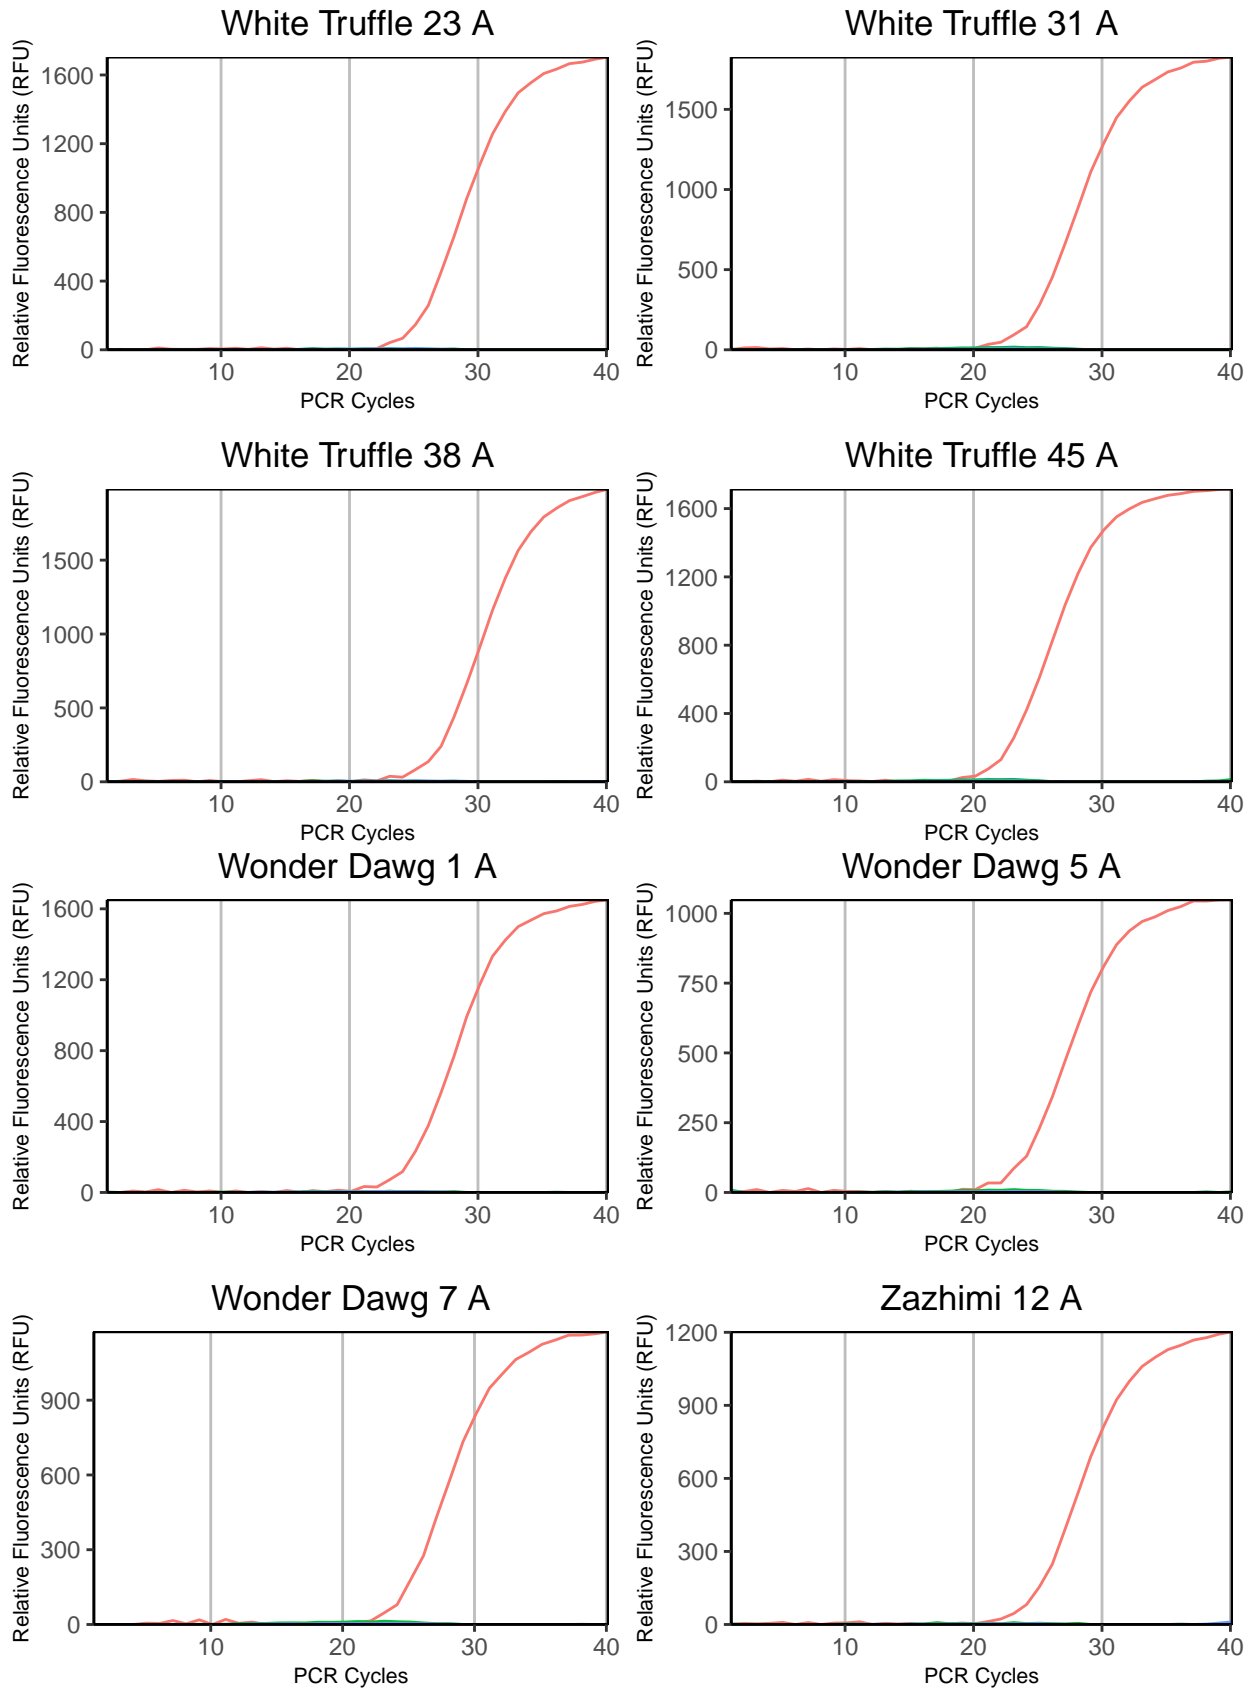 White Truffle 23 A
Relative Fluorescence Units (RFU)
1600
1200
800
400
0
10 20 30 40
PCR Cycles
White Truffle 31 A
Relative Fluorescence Units (RFU)
1500
1000
500
0
10 20 30 40
PCR Cycles
White Truffle 38 A
Relative Fluorescence Units (RFU)
1500
1000
500
0
10 20 30 40
PCR Cycles
White Truffle 45 A
Relative Fluorescence Units (RFU)
1600
1200
800
400
0
10 20 30 40
PCR Cycles
Wonder Dawg 1 A
Relative Fluorescence Units (RFU)
1600
1200
800
400
0
10 20 30 40
PCR Cycles
Wonder Dawg 5 A
Relative Fluorescence Units (RFU)
1000
750
500
250
0
10 20 30 40
PCR Cycles
Wonder Dawg 7 A
Relative Fluorescence Units (RFU)
900
600
300
0
10 20 30 40
PCR Cycles
Zazhimi 12 A
Relative Fluorescence Units (RFU)
1200
900
600
300
0
10 20 30 40
PCR Cycles